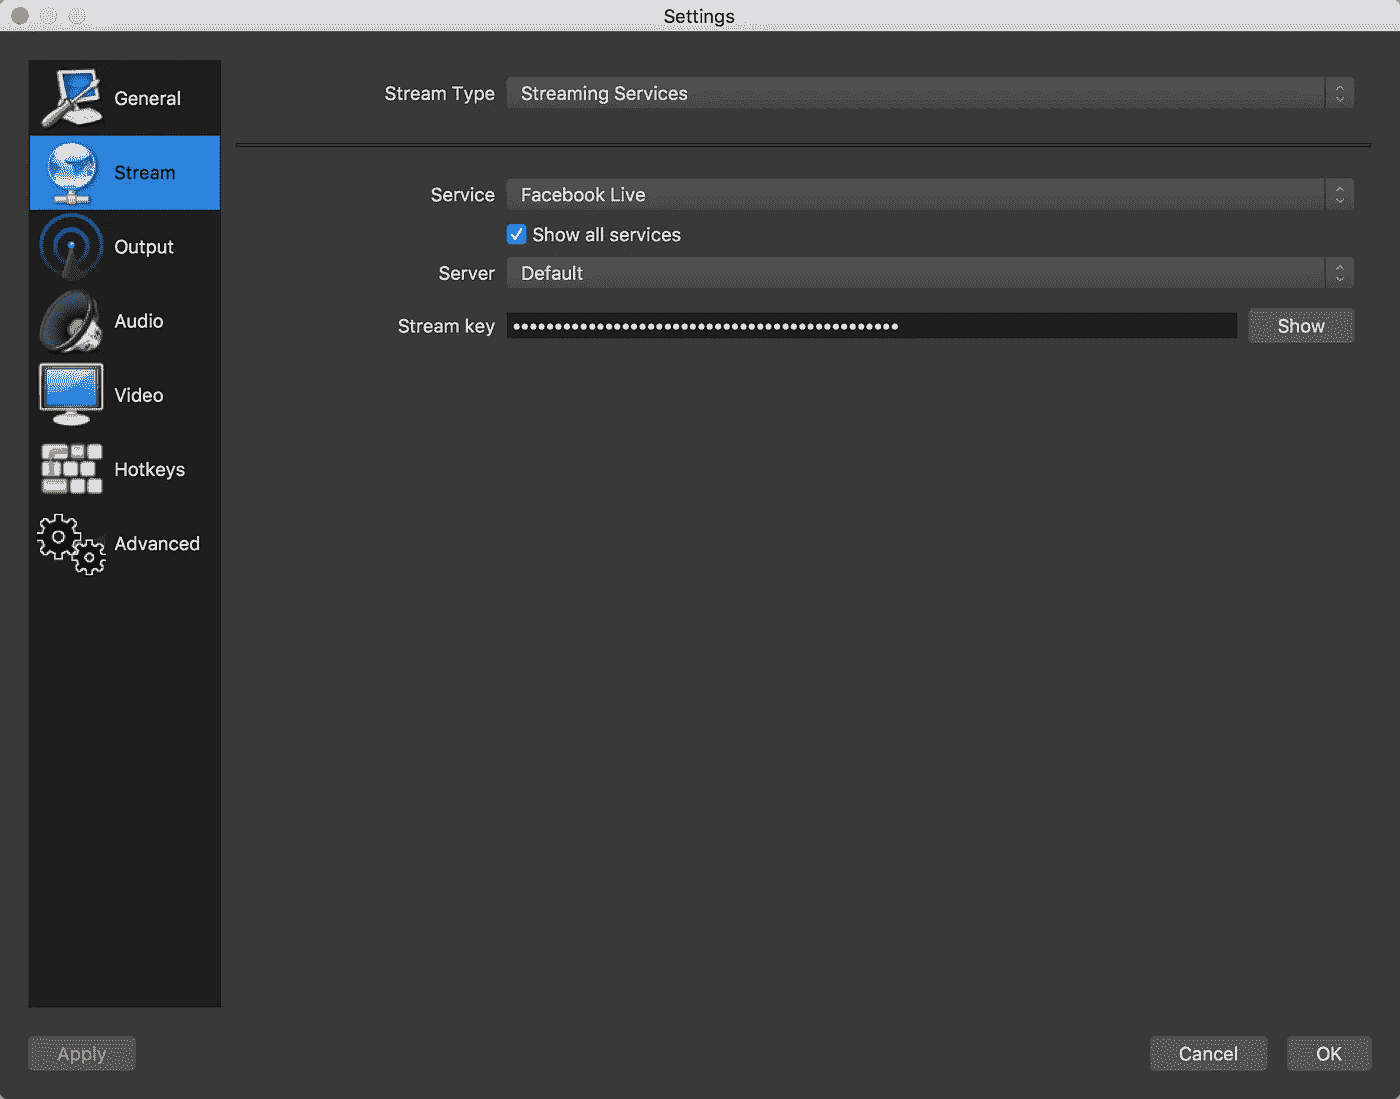 Settings
General
Stream
Output
Audio
Video
Hotkeys
Advanced
Stream Type Streaming Services
Service Facebook Live
Show all services
Server Default
Stream key •••••••••••••••••••••••••••••••••••••••••••••• Show
Apply Cancel OK